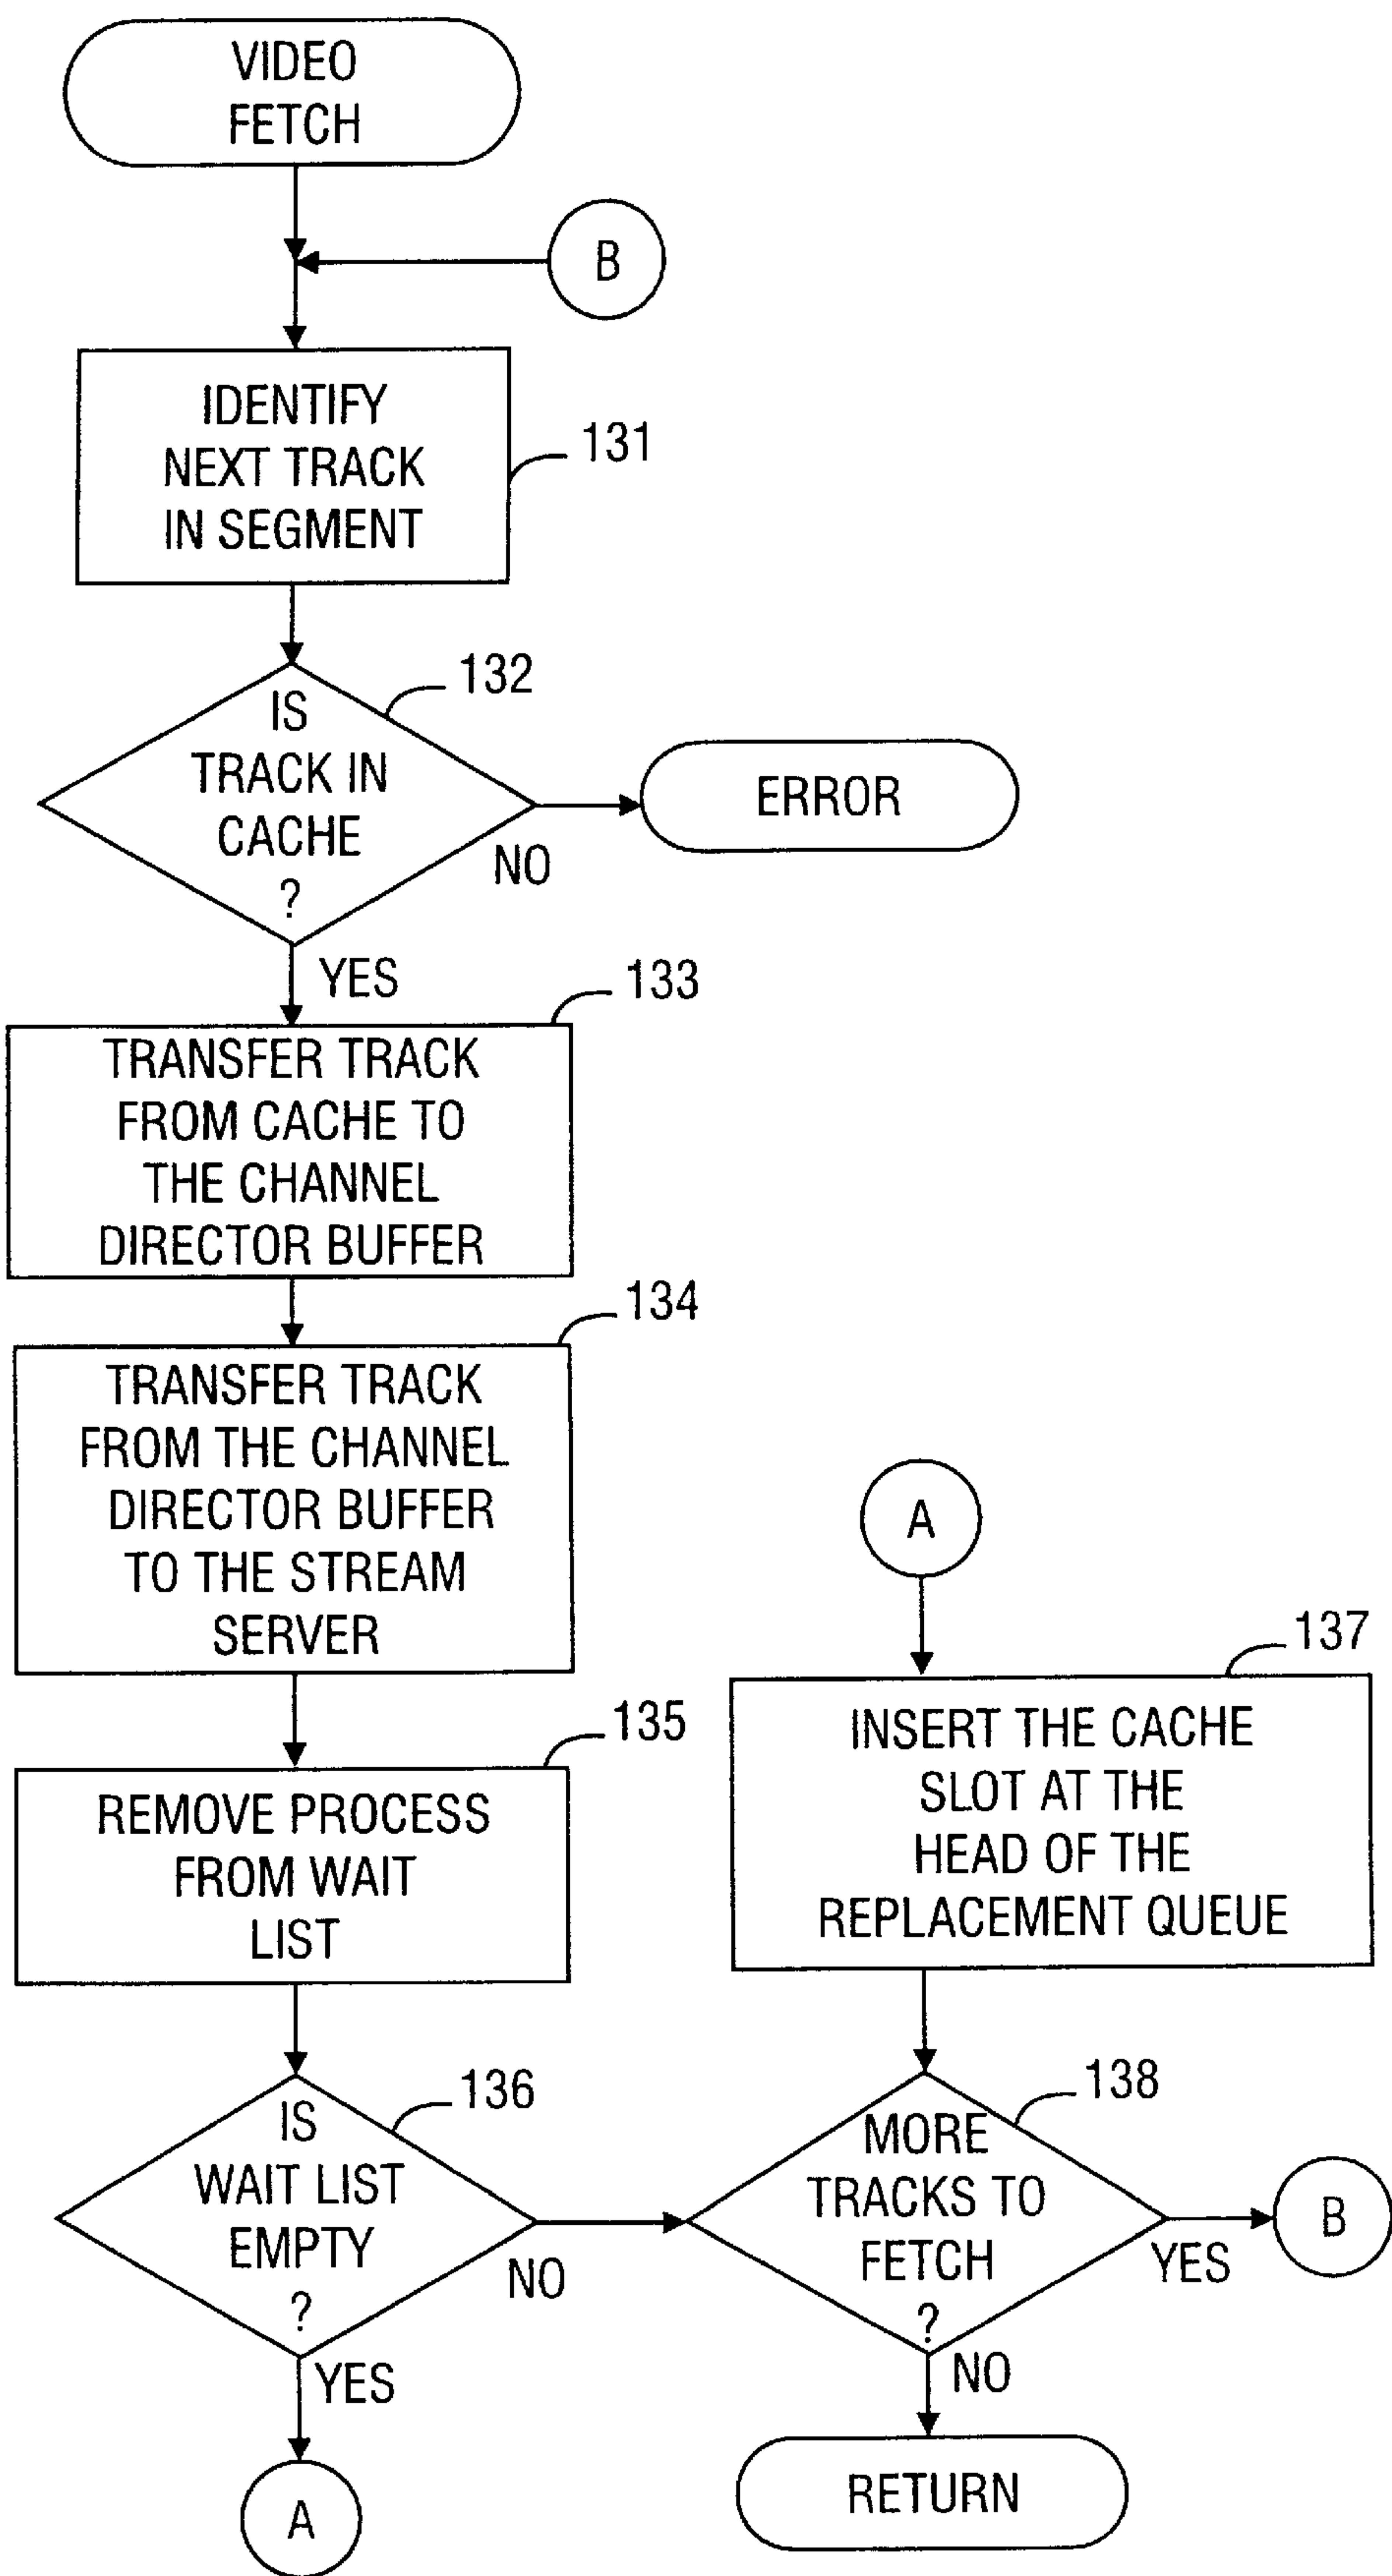 VIDEO
FETCH
B
IDENTIFY
NEXT TRACK
IN SEGMENT
131
132
IS
TRACK IN
CACHE
?
NO
ERROR
YES
133
TRANSFER TRACK
FROM CACHE TO
THE CHANNEL
DIRECTOR BUFFER
134
TRANSFER TRACK
FROM THE CHANNEL
DIRECTOR BUFFER
TO THE STREAM
SERVER
135
REMOVE PROCESS
FROM WAIT
LIST
136
IS
WAIT LIST
EMPTY
?
NO
YES
A
A
137
INSERT THE CACHE
SLOT AT THE
HEAD OF THE
REPLACEMENT QUEUE
138
MORE
TRACKS TO
FETCH
?
YES
B
NO
RETURN